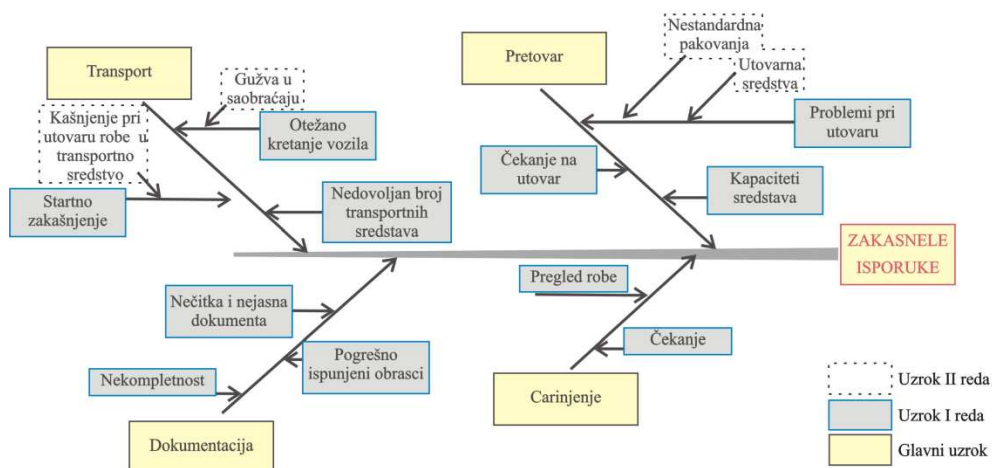 Transport
Gužva u
saobraćaju
Kašnjenje pri
utovaru robe u
transportno
sredstvo
Otežano
kretanje vozila
Startno
zakašnjenje
Nedovoljan broj
transportnih
sredstava
Pretovar
Nestandardna
pakovanja
Utovarna
sredstva
Problemi pri
utovaru
Čekanje na
utovar
Kapaciteti
sredstava
ZAKASNELE
ISPORUKE
Nečitka i nejasna
dokumenta
Pogrešno
ispunjeni obrasci
Nekompletnost
Dokumentacija
Pregled robe
Čekanje
Carinjenje
Uzrok II reda
Uzrok I reda
Glavni uzrok